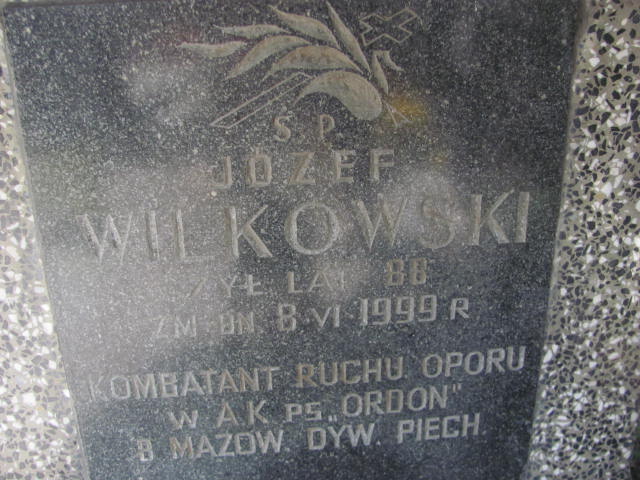 Ś P
JÓZEF
WILKOWSKI
ŻYŁ LAT 88
ZM DN 8 VI 1999 R
KOMBATANT RUCHU OPORU
W A.K PS „ORDON”
8 MAZOW. DYW. PIECH.